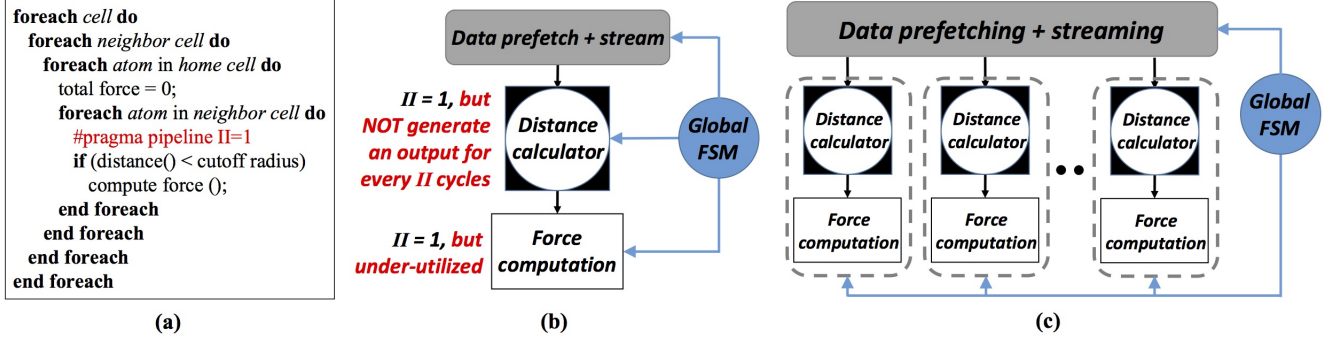 foreach cell do
foreach neighbor cell do
foreach atom in home cell do
total force = 0;
foreach atom in neighbor cell do
#pragma pipeline II=1
if (distance() < cutoff radius)
compute force ();
end foreach
end foreach
end foreach
end foreach
(a)
Data prefetch + stream
II = 1, but
NOT generate
an output for
every II cycles
Distance
calculator
Global
FSM
II = 1, but
under-utilized
Force
computation
(b)
Data prefetching + streaming
Distance
calculator
Force
computation
Distance
calculator
Force
computation
Distance
calculator
Force
computation
Global
FSM
(c)